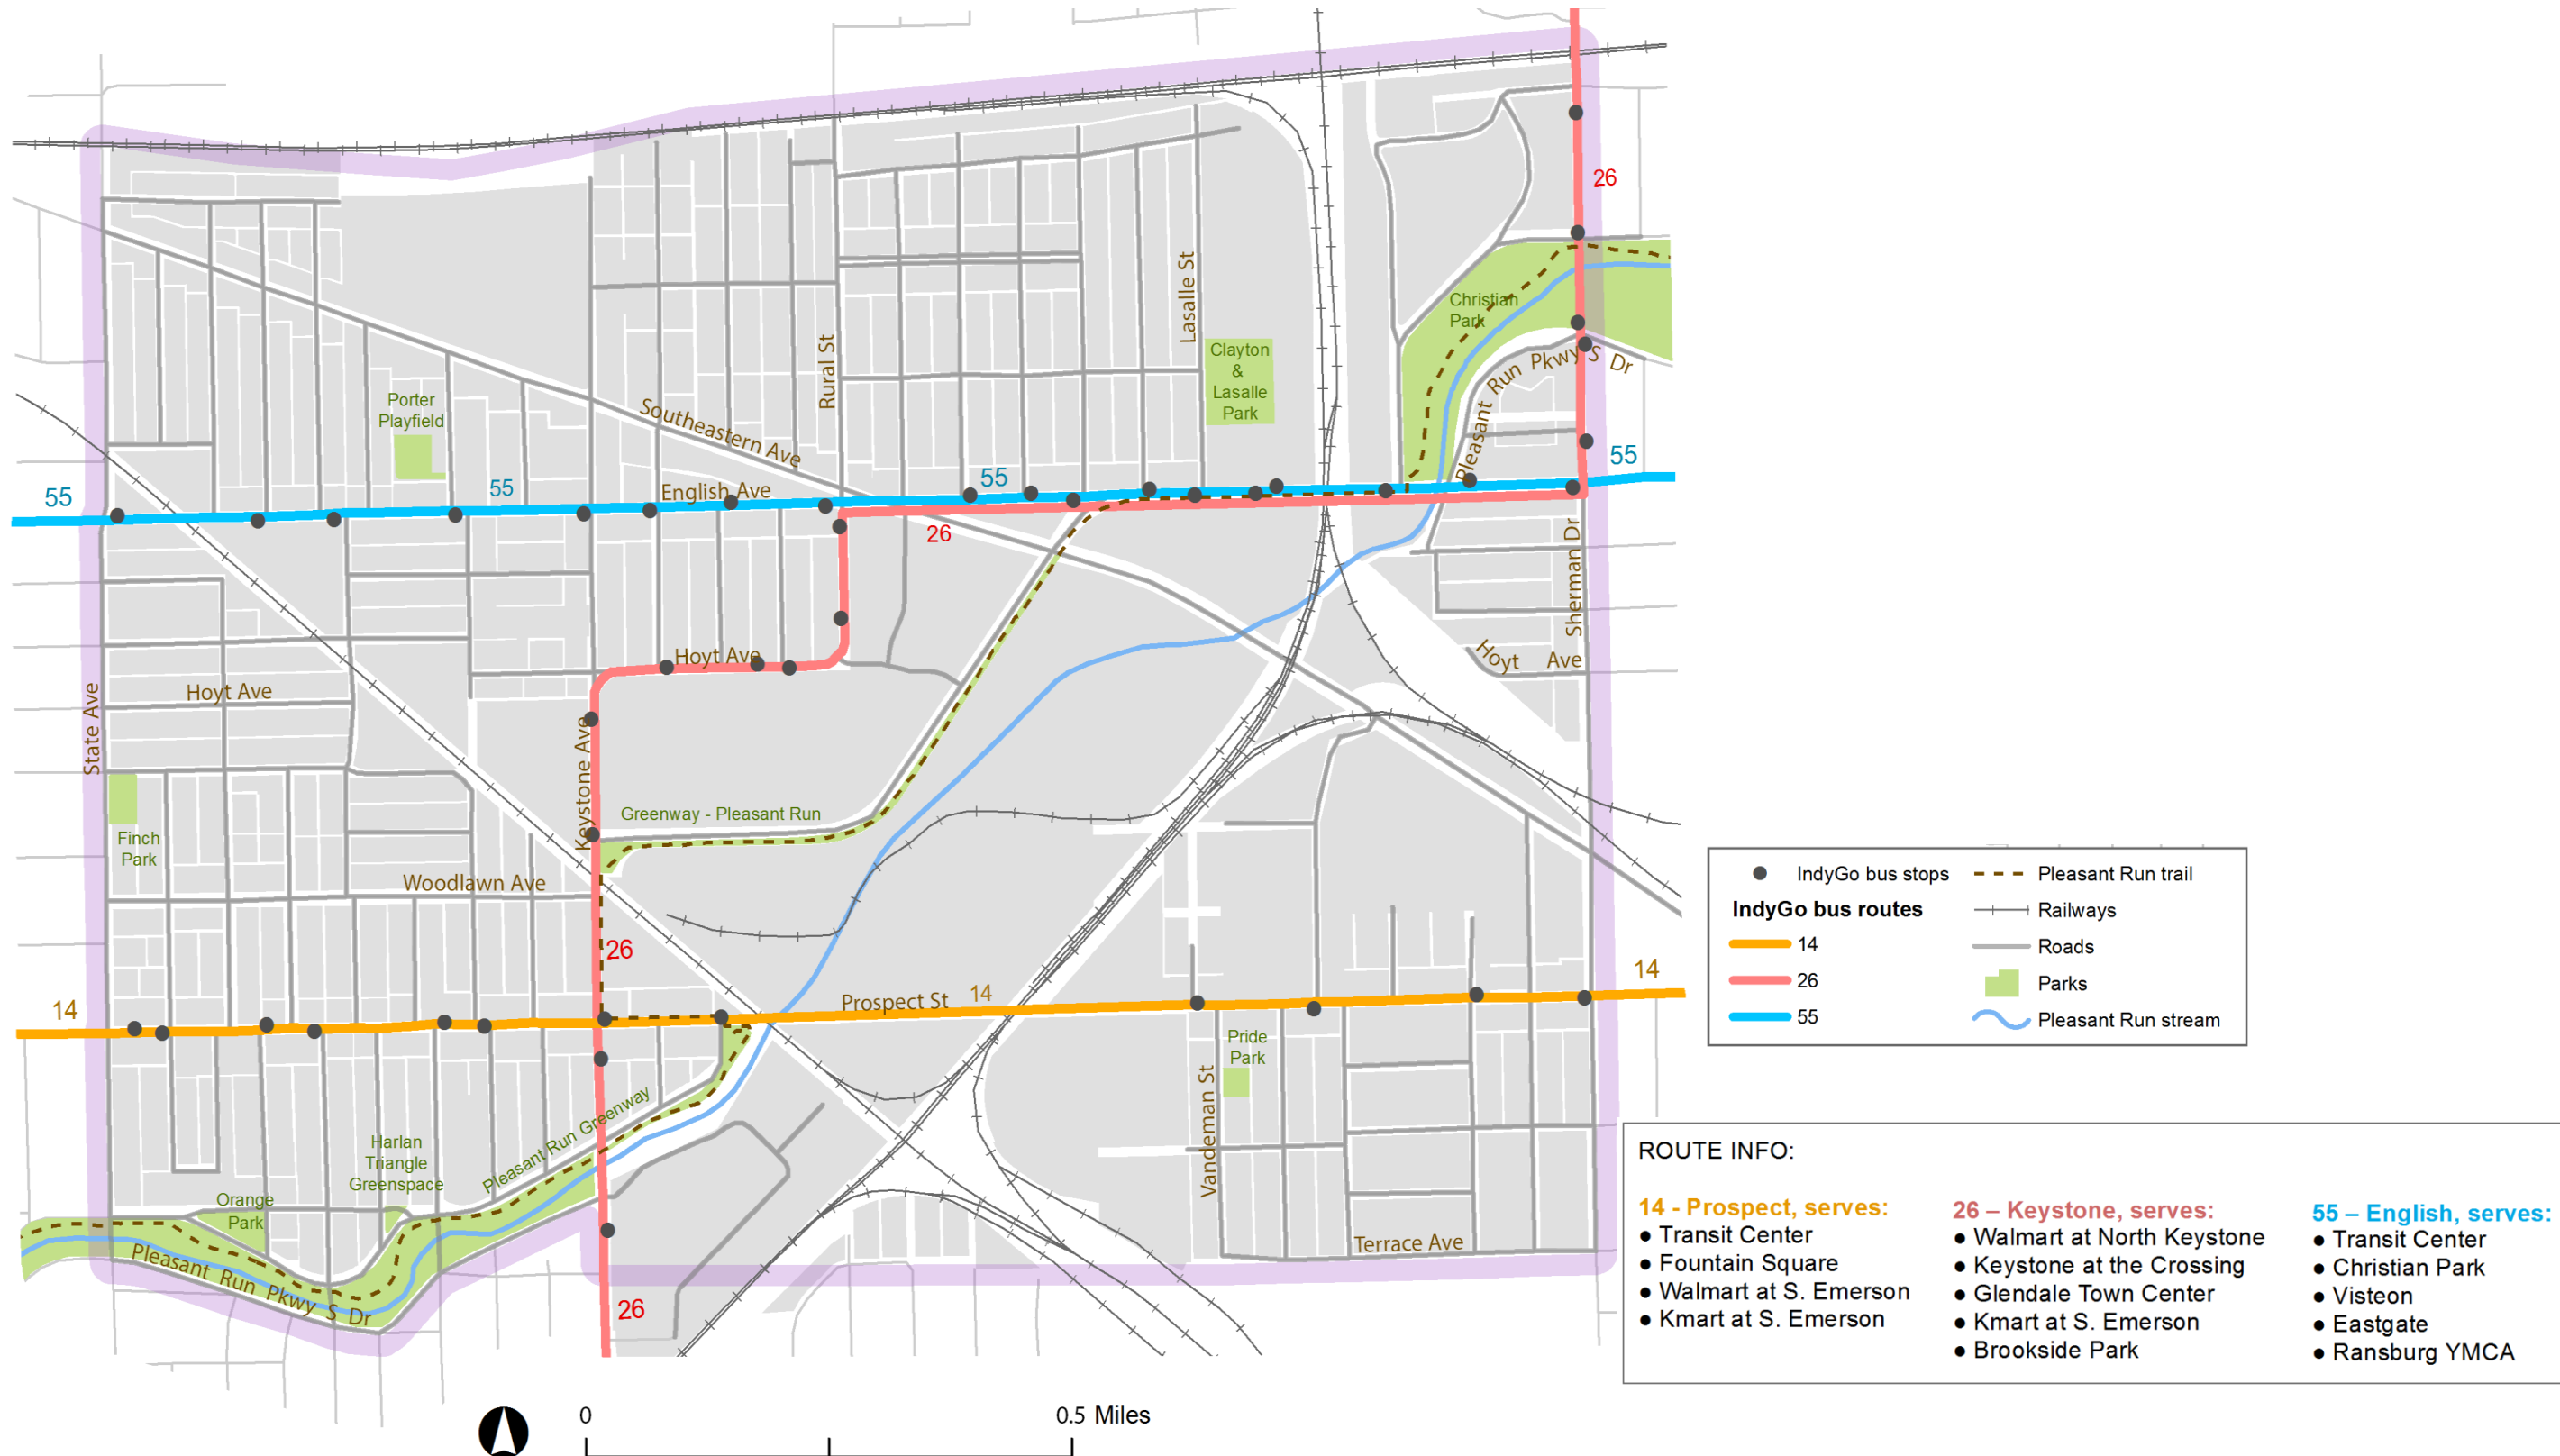 26
Christian
Park
Lasalle St
Clayton
&
Lasalle
Park
Rural St
Pleasant Run Pkwy S Dr
Porter
Playfield
Southeastern Ave
55
55
55
55
English Ave
26
Sherman Dr
Hoyt Ave
Hoyt Ave
Hoyt Ave
State Ave
Keystone Ave
Greenway - Pleasant Run
Finch
Park
Woodlawn Ave
26
14
Prospect St
14
14
Pride
Park
Vandeman St
Pleasant Run Greenway
Harlan
Triangle
Greenspace
Orange
Park
Pleasant Run Pkwy S Dr
Terrace Ave
26
IndyGo bus stops
IndyGo bus routes
14
26
55
Pleasant Run trail
Railways
Roads
Parks
Pleasant Run stream
ROUTE INFO:
14 - Prospect, serves:
● Transit Center
● Fountain Square
● Walmart at S. Emerson
● Kmart at S. Emerson
26 – Keystone, serves:
● Walmart at North Keystone
● Keystone at the Crossing
● Glendale Town Center
● Kmart at S. Emerson
● Brookside Park
55 – English, serves:
● Transit Center
● Christian Park
● Visteon
● Eastgate
● Ransburg YMCA
0 0.5 Miles